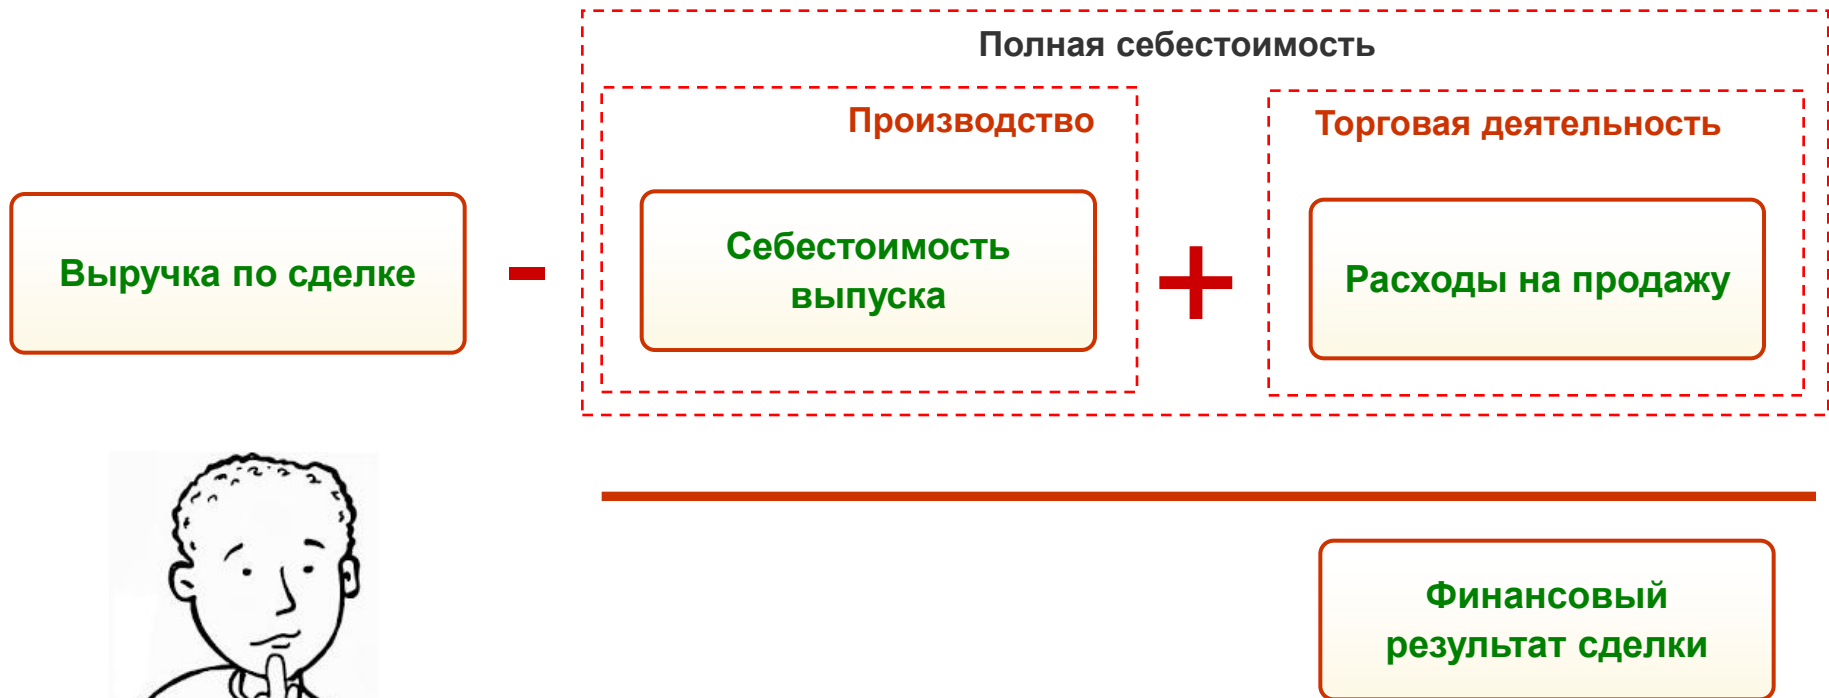 Полная себестоимость
Производство
Торговая деятельность
Выручка по сделке
-
Себестоимость
выпуска
+
Расходы на продажу
Финансовый
результат сделки